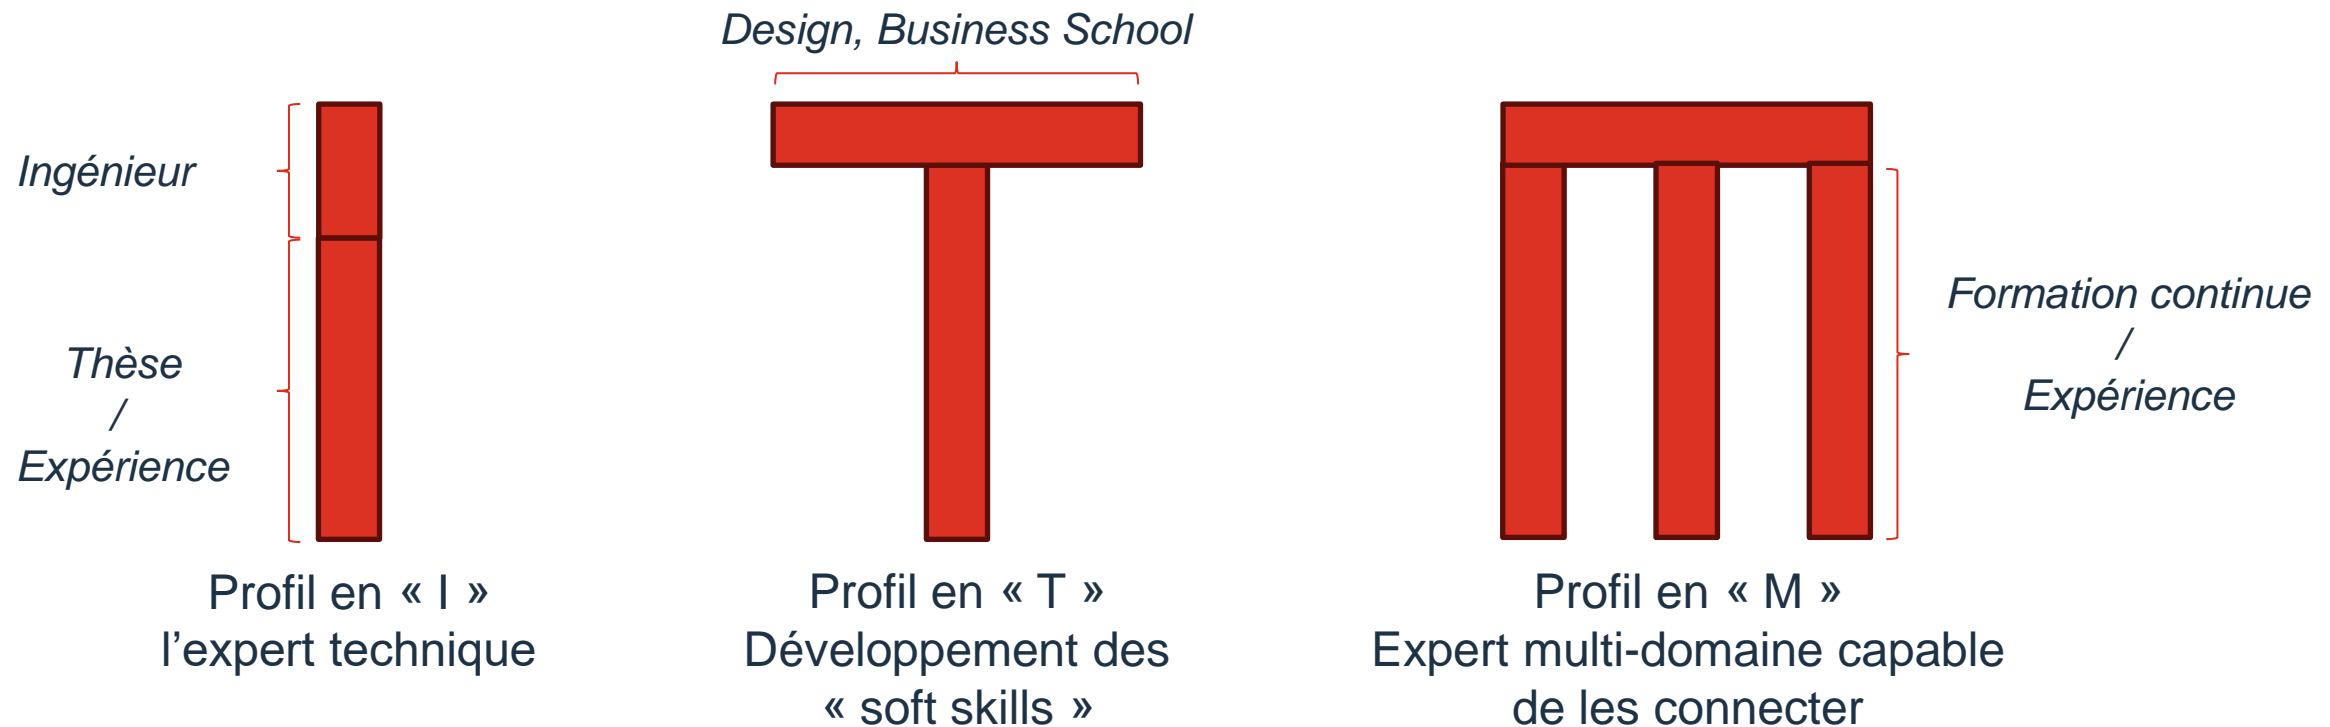 Design, Business School
Ingénieur
Thèse
/
Expérience
Formation continue
/
Expérience
Profil en « I »
l’expert technique
Profil en « T »
Développement des
« soft skills »
Profil en « M »
Expert multi-domaine capable
de les connecter